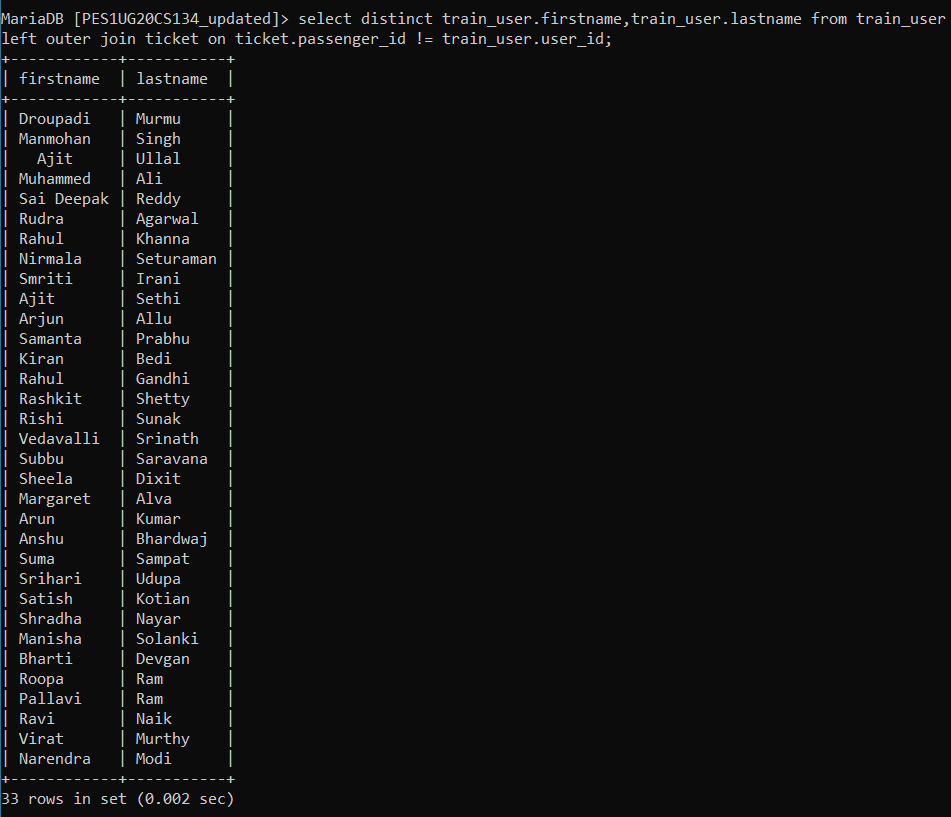 MariaDB [PES1UG20CS134_updated]> select distinct train_user.firstname,train_user.lastname from train_user
left outer join ticket on ticket.passenger_id != train_user.user_id;
+------------+-----------+
| firstname  | lastname  |
+------------+-----------+
| Droupadi   | Murmu     |
| Manmohan   | Singh     |
|   Ajit     | Ullal     |
| Muhammed   | Ali       |
| Sai Deepak | Reddy     |
| Rudra      | Agarwal   |
| Rahul      | Khanna    |
| Nirmala    | Seturaman |
| Smriti     | Irani     |
| Ajit       | Sethi     |
| Arjun      | Allu      |
| Samanta    | Prabhu    |
| Kiran      | Bedi      |
| Rahul      | Gandhi    |
| Rashkit    | Shetty    |
| Rishi      | Sunak     |
| Vedavalli  | Srinath   |
| Subbu      | Saravana  |
| Sheela     | Dixit     |
| Margaret   | Alva      |
| Arun       | Kumar     |
| Anshu      | Bhardwaj  |
| Suma       | Sampat    |
| Srihari    | Udupa     |
| Satish     | Kotian    |
| Shradha    | Nayar     |
| Manisha    | Solanki   |
| Bharti     | Devgan    |
| Roopa      | Ram       |
| Pallavi    | Ram       |
| Ravi       | Naik      |
| Virat      | Murthy    |
| Narendra   | Modi      |
+------------+-----------+
33 rows in set (0.002 sec)